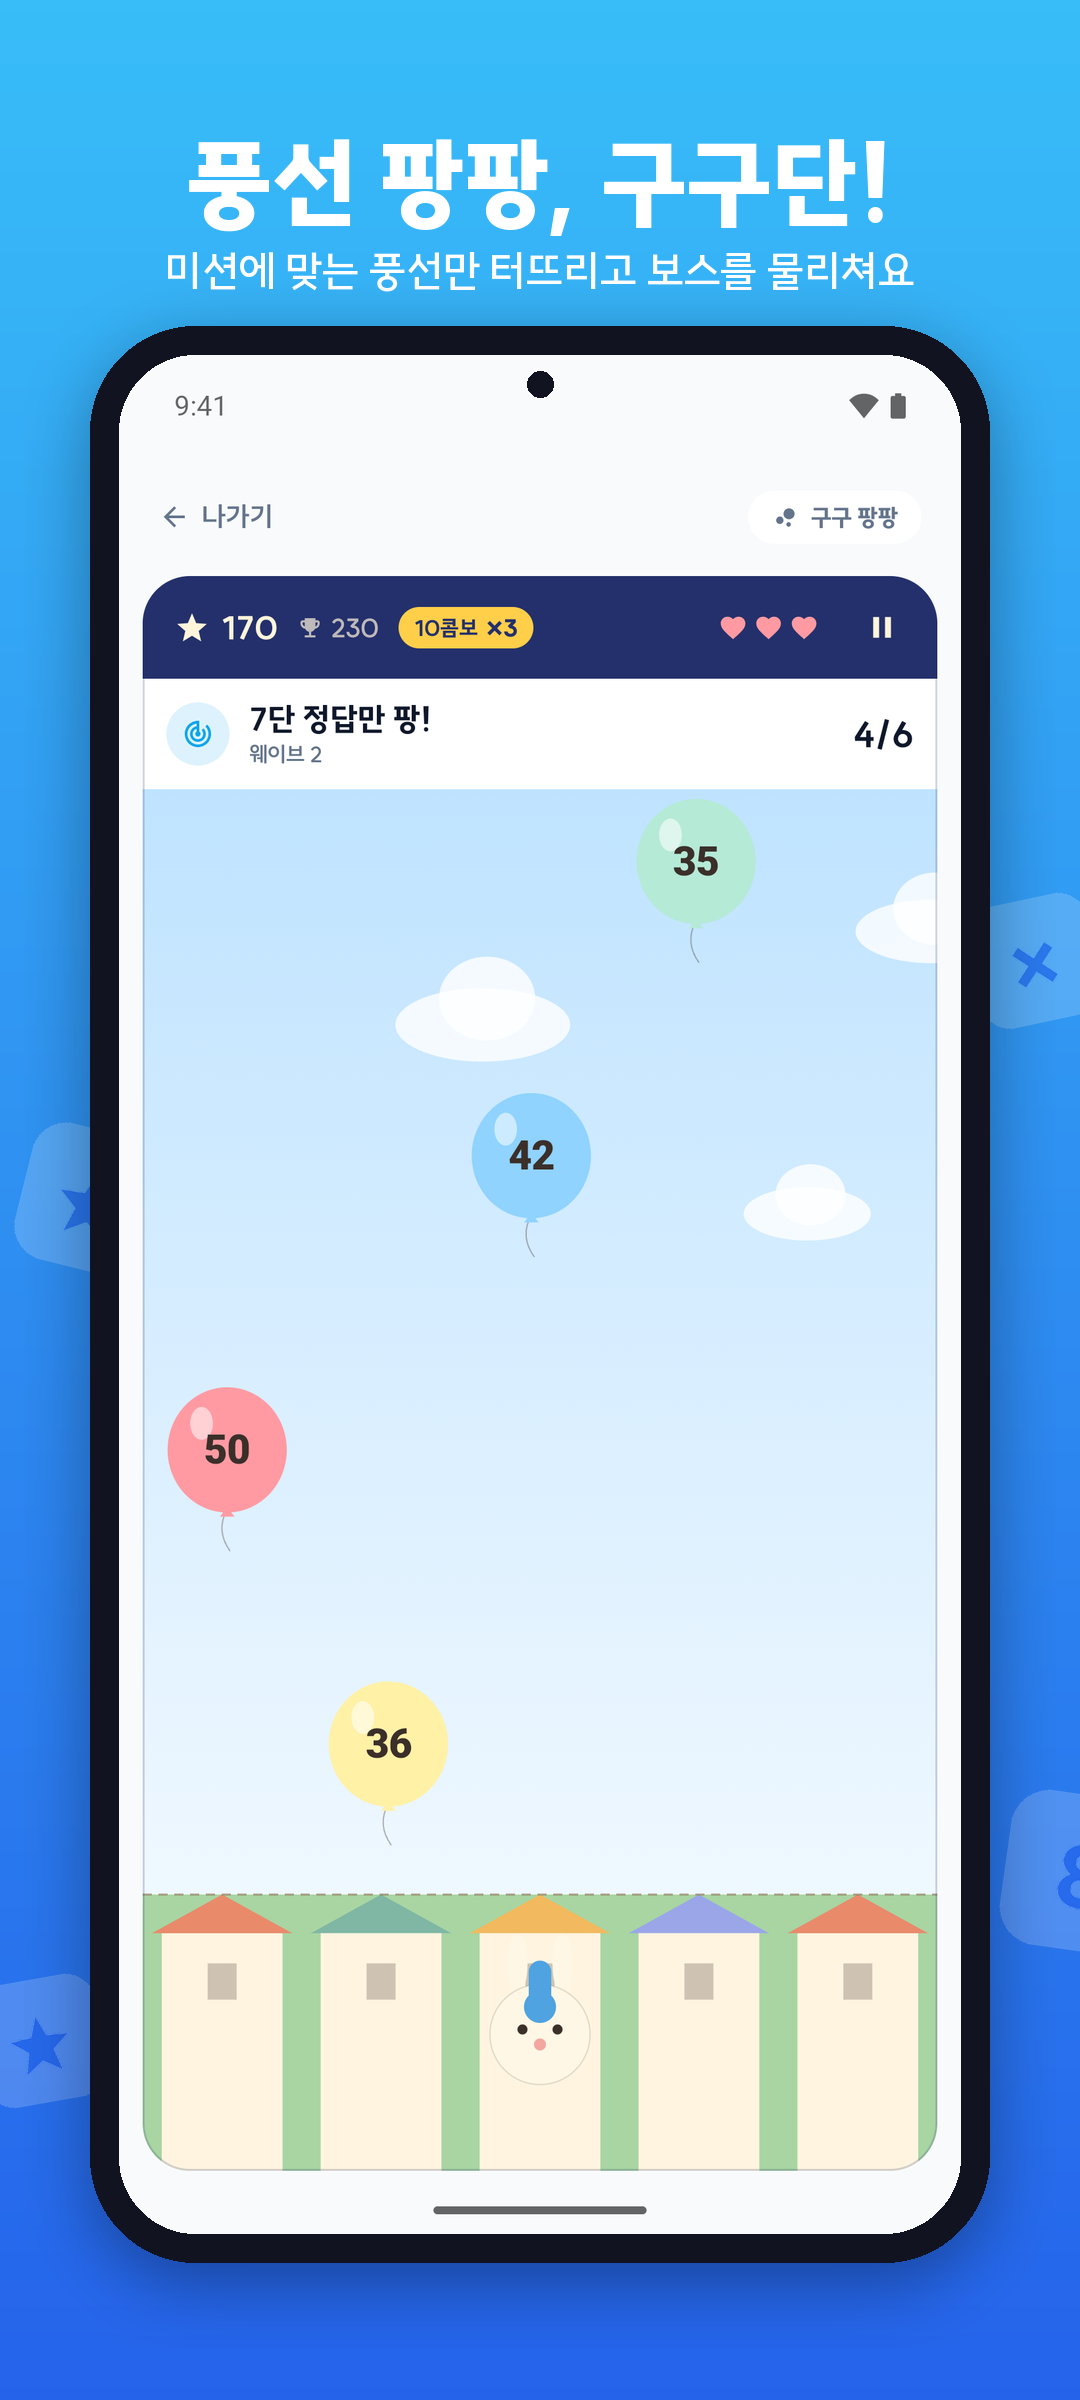 풍선 팡팡, 구구단!
미션에 맞는 풍선만 터뜨리고 보스를 물리쳐요
9:41
나가기
구구 팡팡
170 230 10콤보 ×3
7단 정답만 팡!
웨이브 2
4/6
35
42
50
36